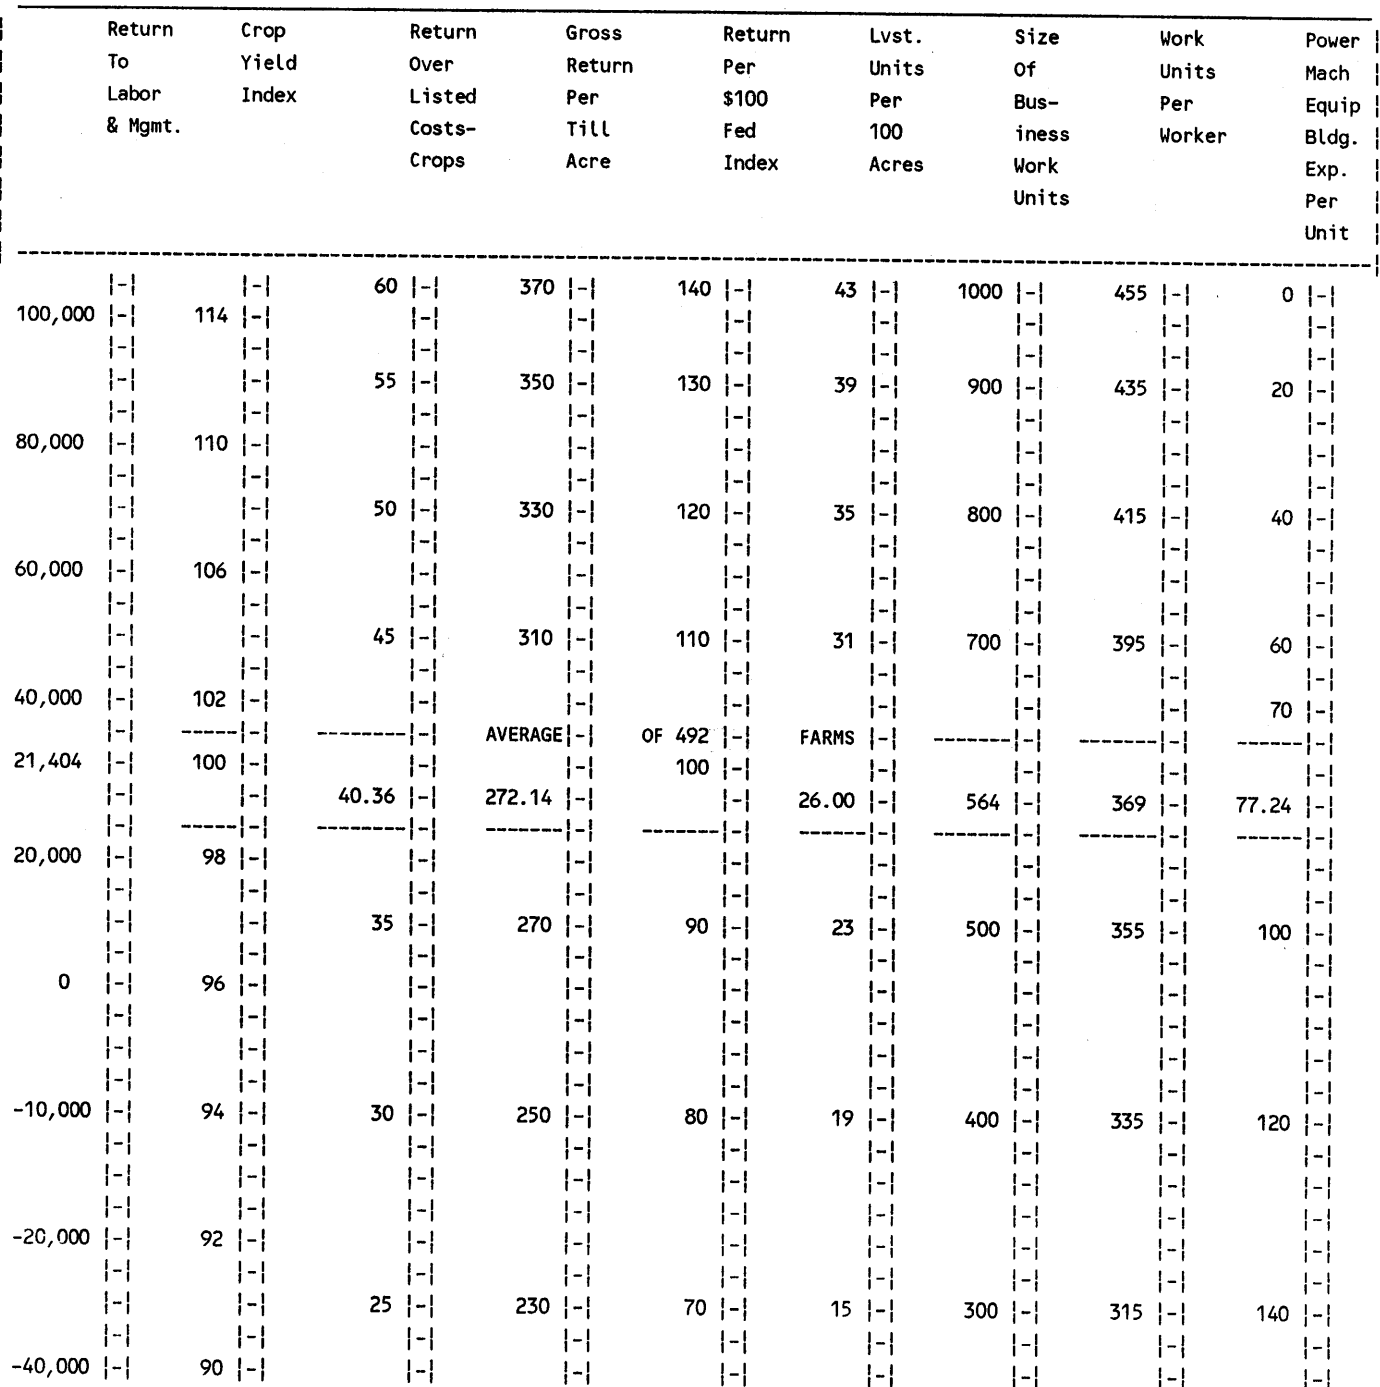 Return Crop Return Gross Return Lvst. Size Work Power
To Yield Over Return Per Units Of Units Mach
Labor Index Listed Per $100 Per Bus- Per Equip
& Mgmt. Costs- Till Fed 100 iness Worker Bldg.
Crops Acre Index Acres Work Exp.
Units Per
Unit
60 370 140 43 1000 455 0
100,000 114
55 350 130 39 900 435 20
80,000 110
50 330 120 35 800 415 40
60,000 106
45 310 110 31 700 395 60
40,000 102 70
AVERAGE OF 492 FARMS
21,404 100 100
40.36 272.14 26.00 564 369 77.24
20,000 98
35 270 90 23 500 355 100
0 96
-10,000 94 30 250 80 19 400 335 120
-20,000 92
25 230 70 15 300 315 140
-40,000 90